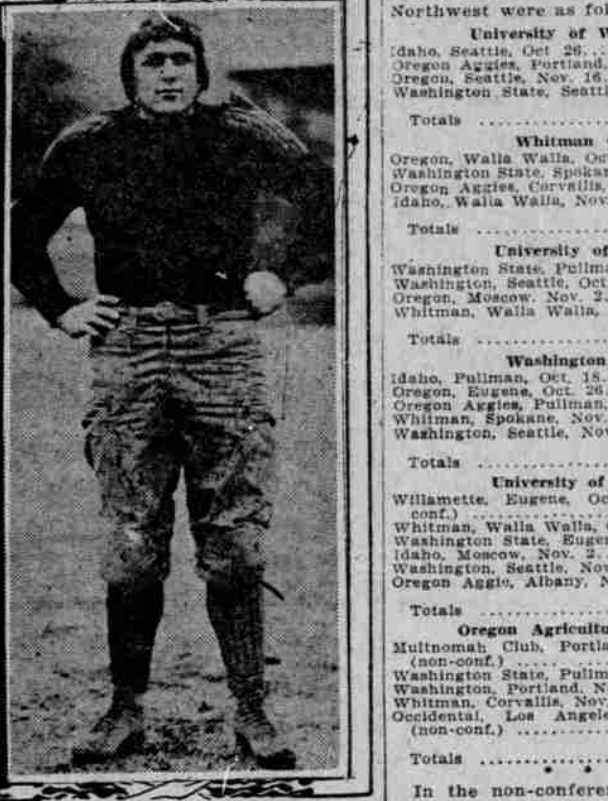 Northwest were as fol
University of W
Idaho, Seattle, Oct 26...
Oregon Aggies, Portland,
Oregon, Seattle, Nov. 16.
Washington State, Seattl
Totals ..............
Whitman
Oregon, Walla Walla, Oc
Washington State, Spokan
Oregon Aggies, Corvallis,
Idaho, Walla Walla, Nov.
Totals ..............
University of
Washington State, Pullma
Washington, Seattle, Oct.
Oregon, Moscow, Nov. 2.
Whitman, Walla Walla,
Totals ..............
Washington
Idaho, Pullman, Oct. 18..
Oregon, Eugene, Oct. 26.
Oregon Aggies, Pullman,
Whitman, Spokane, Nov.
Washington, Seattle, Nov
Totals ..............
University of
Willamette, Eugene, Oc
conf.) ..............
Whitman, Walla Walla,
Washington State, Eugen
Idaho, Moscow, Nov. 2..
Washington, Seattle, Nov
Oregon Aggie, Albany, N
Totals ..............
Oregon Agricultu
Multnomah Club, Portla
(non-conf.) ...........
Washington State, Pullm
Washington, Portland, N
Whitman, Corvallis, Nov.
Occidental, Los Angeles
(non-conf.) ...........
Totals ..............
In the non-conferen